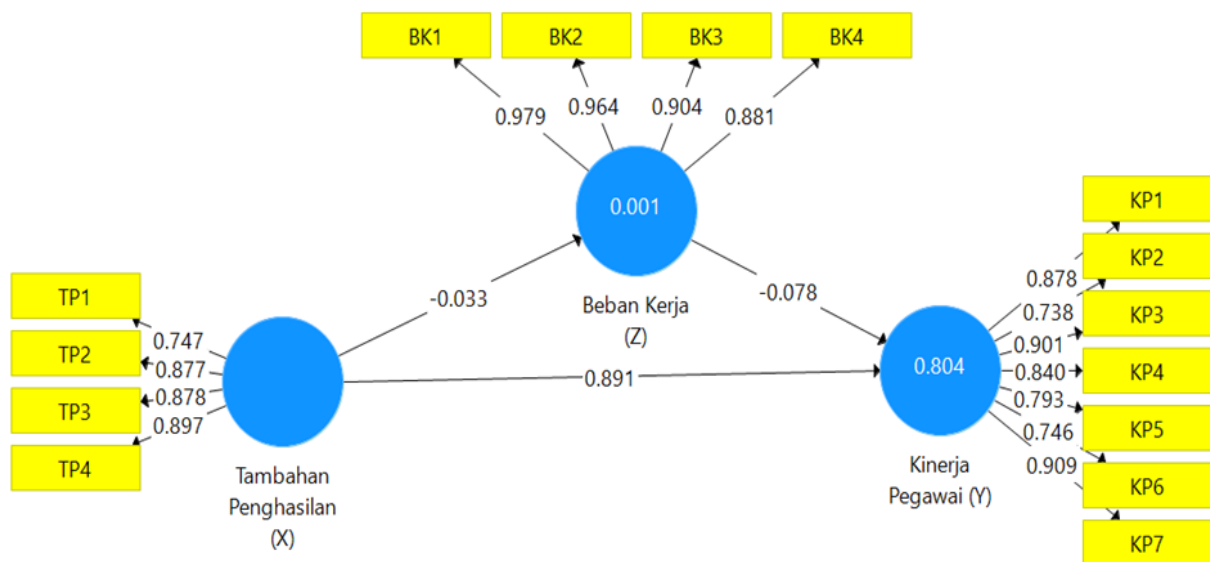 BK1
BK2
BK3
BK4
0.979
0.964
0.904
0.881
0.001
Beban Kerja
(Z)
-0.033
-0.078
0.891
TP1
TP2
TP3
TP4
0.747
0.877
0.878
0.897
Tambahan
Penghasilan
(X)
0.804
Kinerja
Pegawai (Y)
0.878
0.738
0.901
0.840
0.793
0.746
0.909
KP1
KP2
KP3
KP4
KP5
KP6
KP7